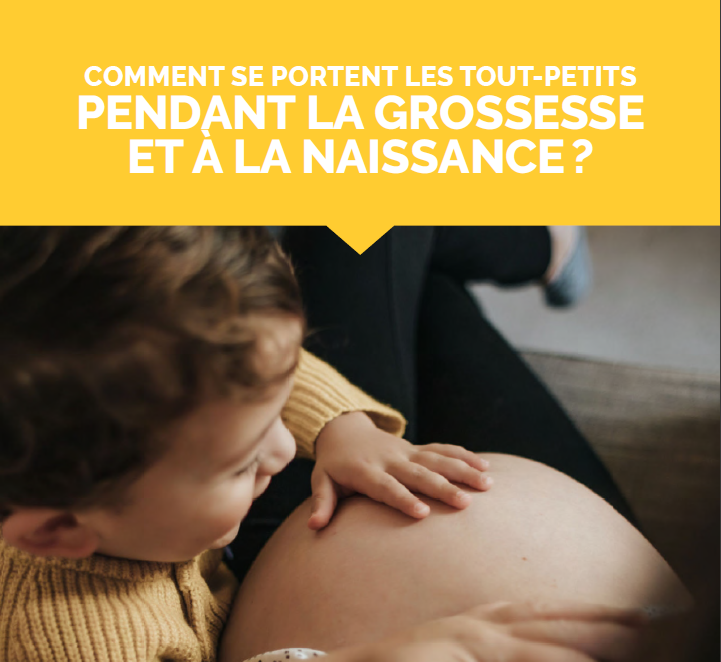 COMMENT SE PORTENT LES TOUT-PETITS
PENDANT LA GROSSESSE
ET À LA NAISSANCE ?